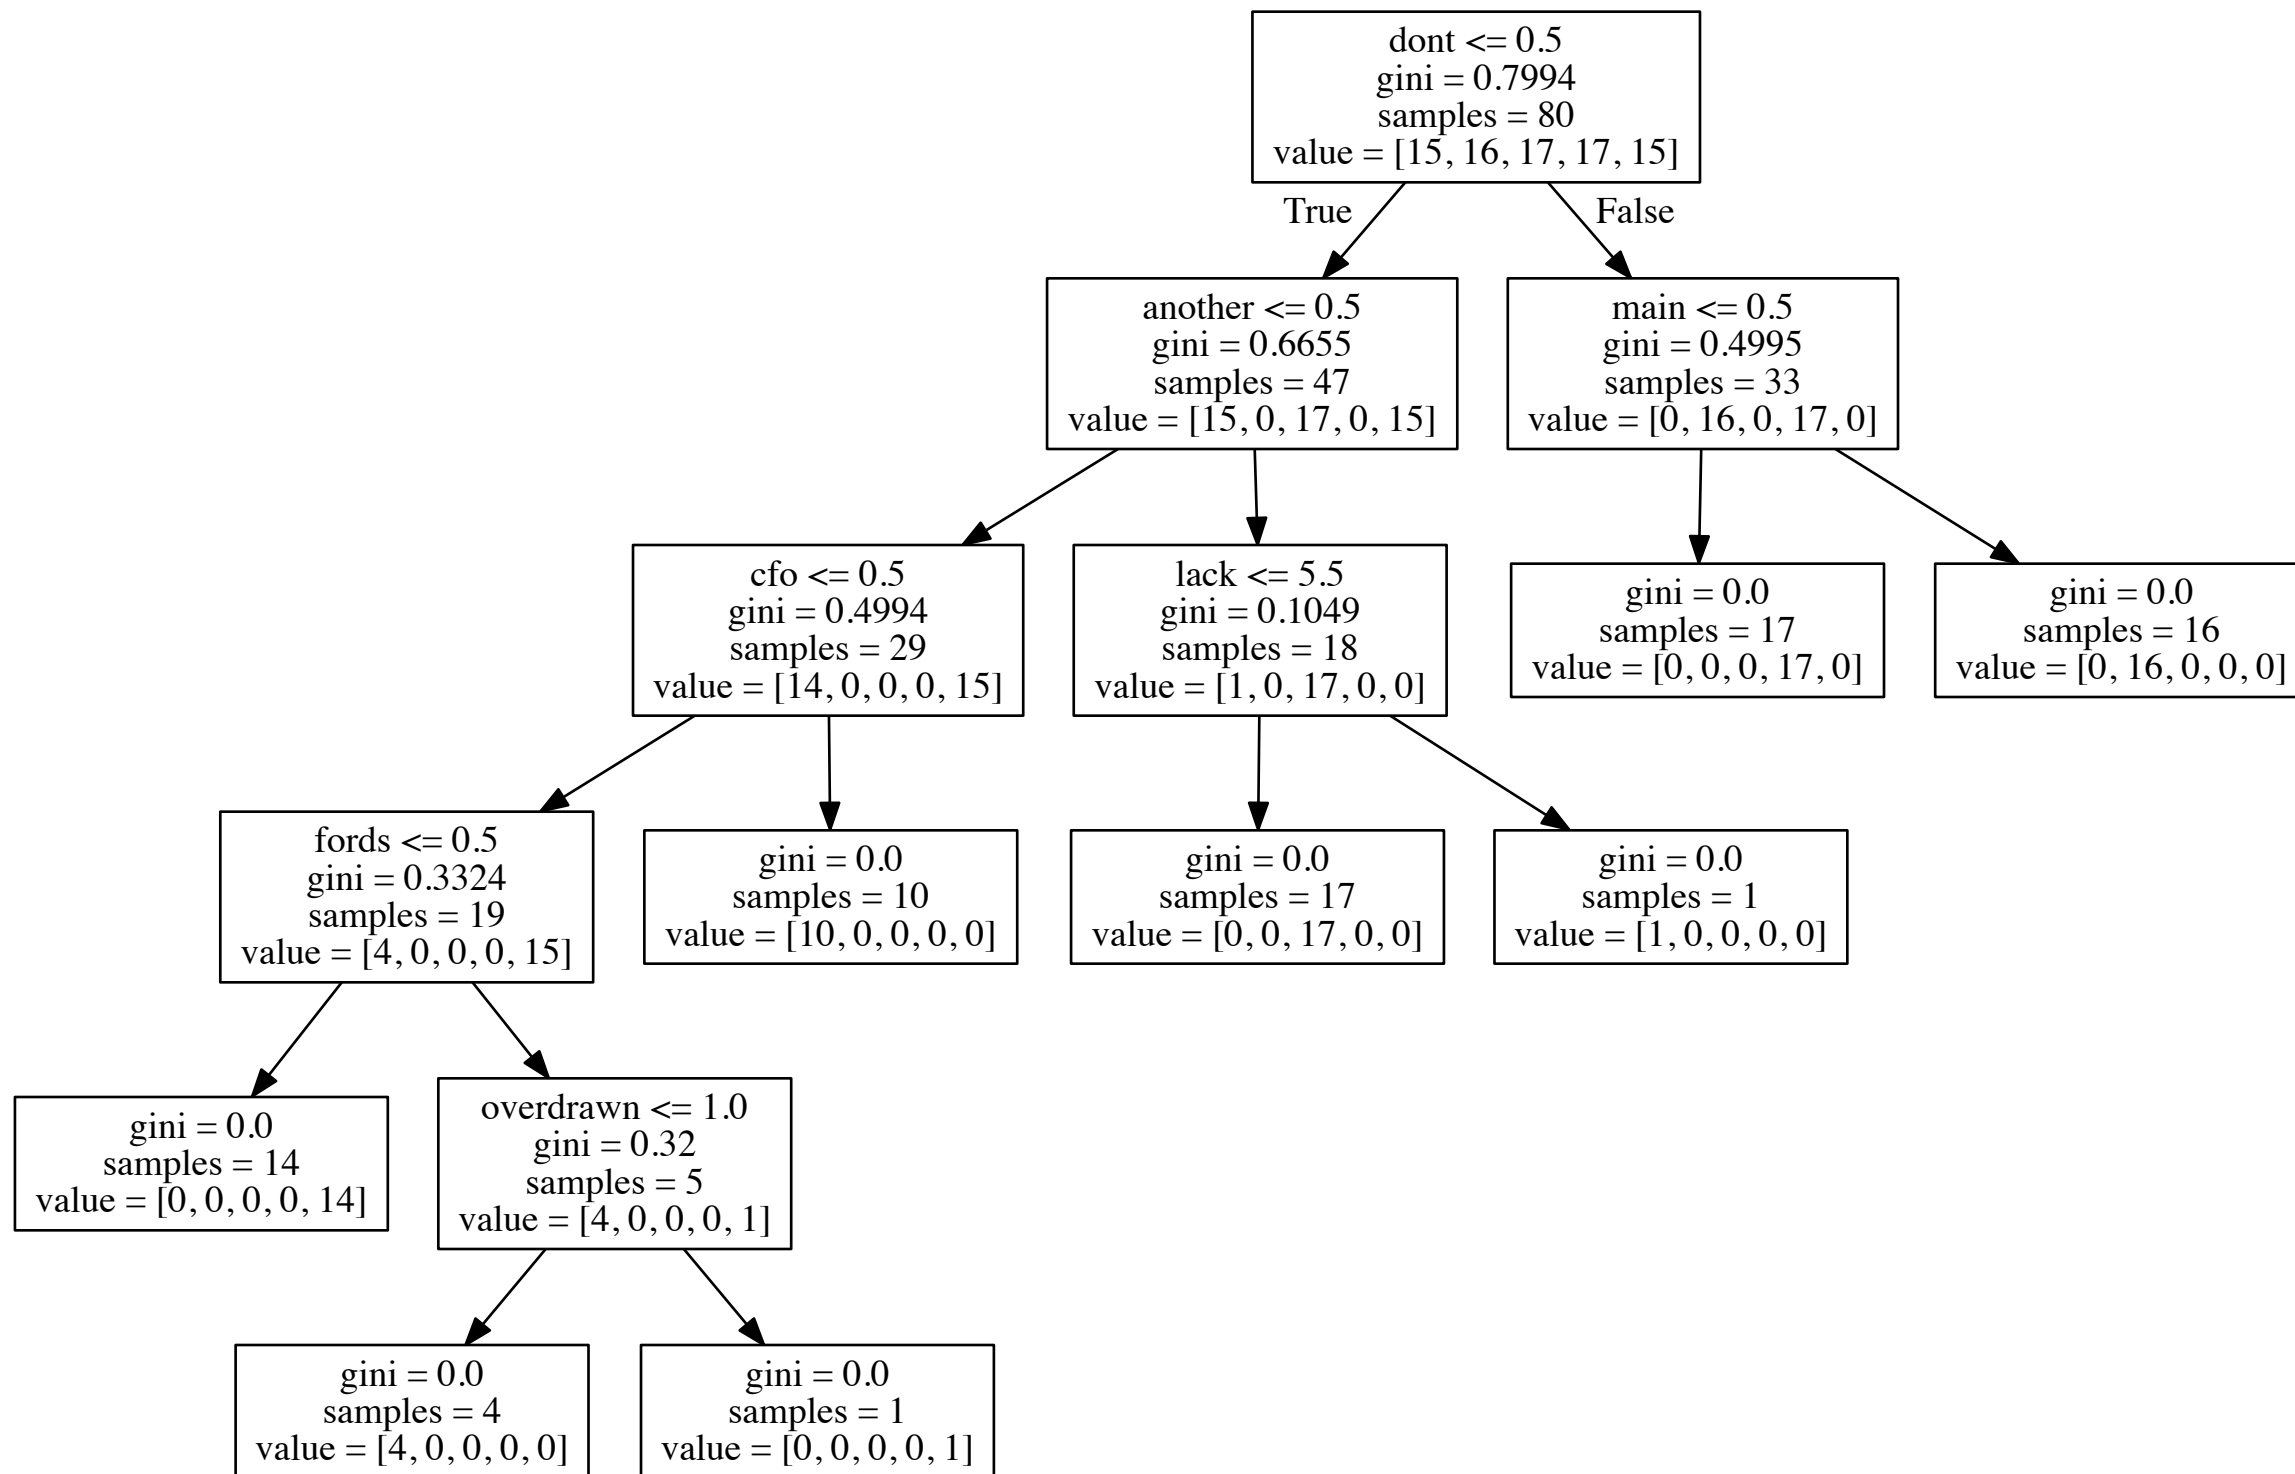 dont <= 0.5
gini = 0.7994
samples = 80
value = [15, 16, 17, 17, 15]
True
False
another <= 0.5
gini = 0.6655
samples = 47
value = [15, 0, 17, 0, 15]
main <= 0.5
gini = 0.4995
samples = 33
value = [0, 16, 0, 17, 0]
cfo <= 0.5
gini = 0.4994
samples = 29
value = [14, 0, 0, 0, 15]
lack <= 5.5
gini = 0.1049
samples = 18
value = [1, 0, 17, 0, 0]
gini = 0.0
samples = 17
value = [0, 0, 0, 17, 0]
gini = 0.0
samples = 16
value = [0, 16, 0, 0, 0]
fords <= 0.5
gini = 0.3324
samples = 19
value = [4, 0, 0, 0, 15]
gini = 0.0
samples = 10
value = [10, 0, 0, 0, 0]
gini = 0.0
samples = 17
value = [0, 0, 17, 0, 0]
gini = 0.0
samples = 1
value = [1, 0, 0, 0, 0]
gini = 0.0
samples = 14
value = [0, 0, 0, 0, 14]
overdrawn <= 1.0
gini = 0.32
samples = 5
value = [4, 0, 0, 0, 1]
gini = 0.0
samples = 4
value = [4, 0, 0, 0, 0]
gini = 0.0
samples = 1
value = [0, 0, 0, 0, 1]